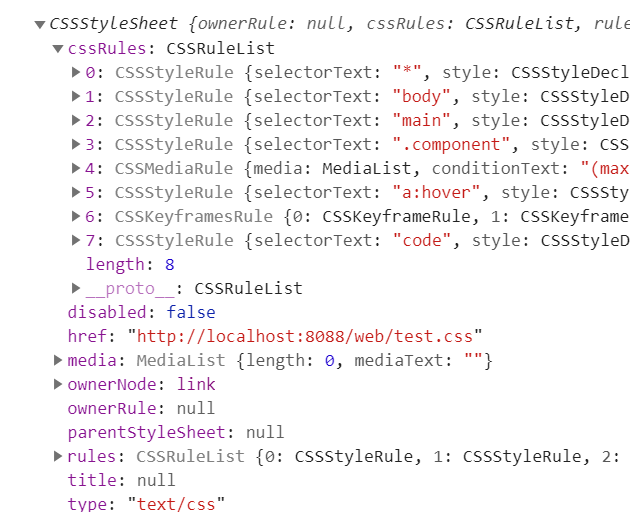 CSSStyleSheet {ownerRule: null, cssRules: CSSRuleList, rule
cssRules: CSSRuleList
0: CSSStyleRule {selectorText: "*", style: CSSStyleDecl
1: CSSStyleRule {selectorText: "body", style: CSSStyleD
2: CSSStyleRule {selectorText: "main", style: CSSStyleD
3: CSSStyleRule {selectorText: ".component", style: CSS
4: CSSMediaRule {media: MediaList, conditionText: "(max
5: CSSStyleRule {selectorText: "a:hover", style: CSSSty
6: CSSKeyframesRule {0: CSSKeyframeRule, 1: CSSKeyframe
7: CSSStyleRule {selectorText: "code", style: CSSStyleD
length: 8
__proto__: CSSRuleList
disabled: false
href: "http://localhost:8088/web/test.css"
media: MediaList {length: 0, mediaText: ""}
ownerNode: link
ownerRule: null
parentStyleSheet: null
rules: CSSRuleList {0: CSSStyleRule, 1: CSSStyleRule, 2:
title: null
type: "text/css"